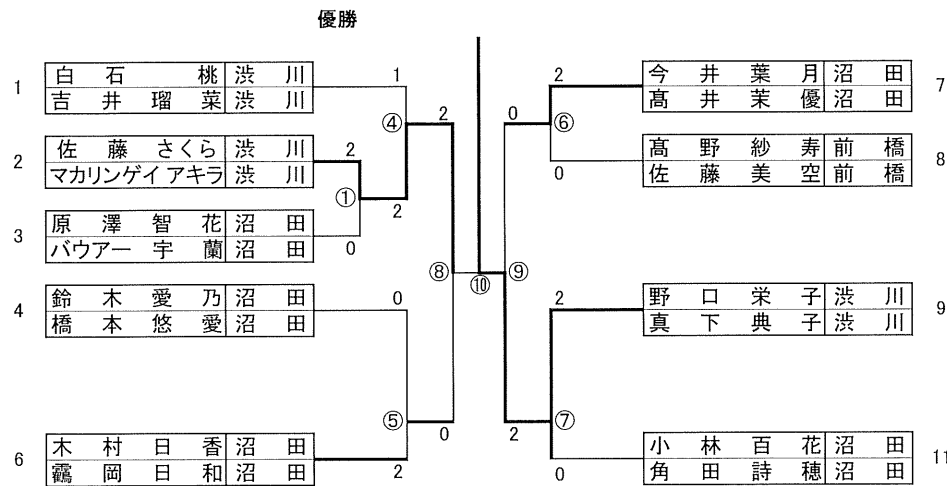 優勝
1 白石 桃 渋川
吉井瑠菜 渋川
2 佐藤さくら 渋川
マカリンゲイ アキラ 渋川
3 原澤智花 沼田
バウアー宇蘭 沼田
4 鈴木愛乃 沼田
橋本悠愛 沼田
6 木村日香 沼田
靍岡日和 沼田
1
④ 2
2
① 2
0
⑧
0
⑤ 0
2
⑩
2
0 ⑥
0
⑨
2
2 ⑦
0
今井葉月 沼田 7
髙井茉優 沼田
髙野紗寿 前橋 8
佐藤美空 前橋
野口栄子 渋川 9
真下典子 渋川
小林百花 沼田 11
角田詩穂 沼田